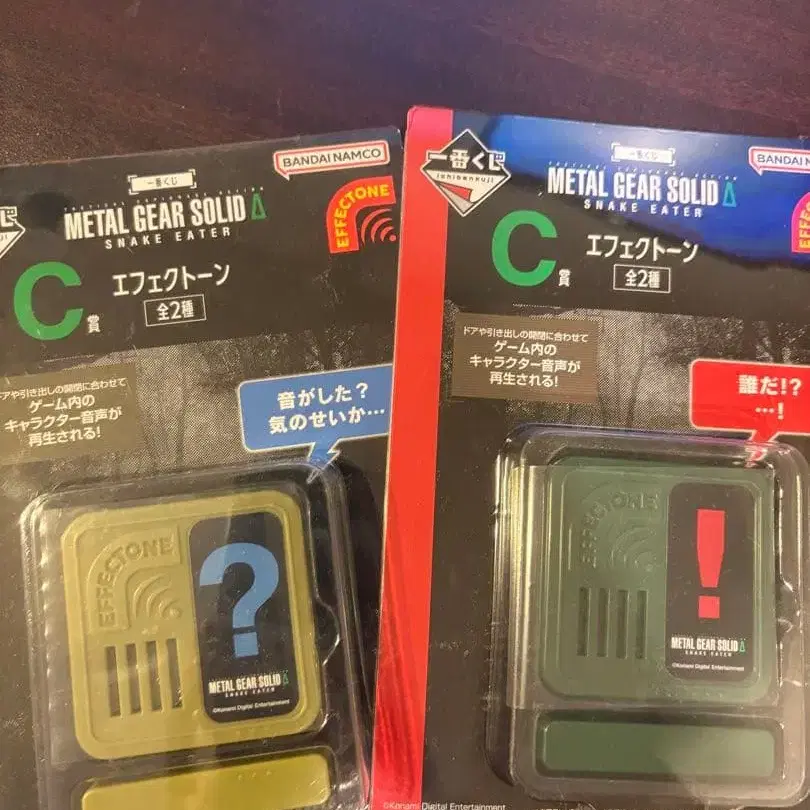 BANDAI NAMCO
一番くじ
METAL GEAR SOLID Δ
SNAKE EATER
EFFECTONE
C賞
エフェクトーン
全2種
ドアや引き出しの開閉に合わせて
ゲーム内の
キャラクター音声が
再生される!
音がした?
気のせいか…
EFFECTONE
?
METAL GEAR SOLID Δ
SNAKE EATER
©Konami Digital Entertainment
一番くじ
ichibankuji
一番くじ
BANDAI NAM
METAL GEAR SOLID Δ
SNAKE EATER
C賞
エフェクトーン
全2種
ドアや引き出しの開閉に合わせて
ゲーム内の
キャラクター音声が
再生される!
誰だ!?
…!
EFFECTONE
!
METAL GEAR SOLID Δ
SNAKE EATER
©Konami Digital Entertainment
©Konami Digital Entertainment